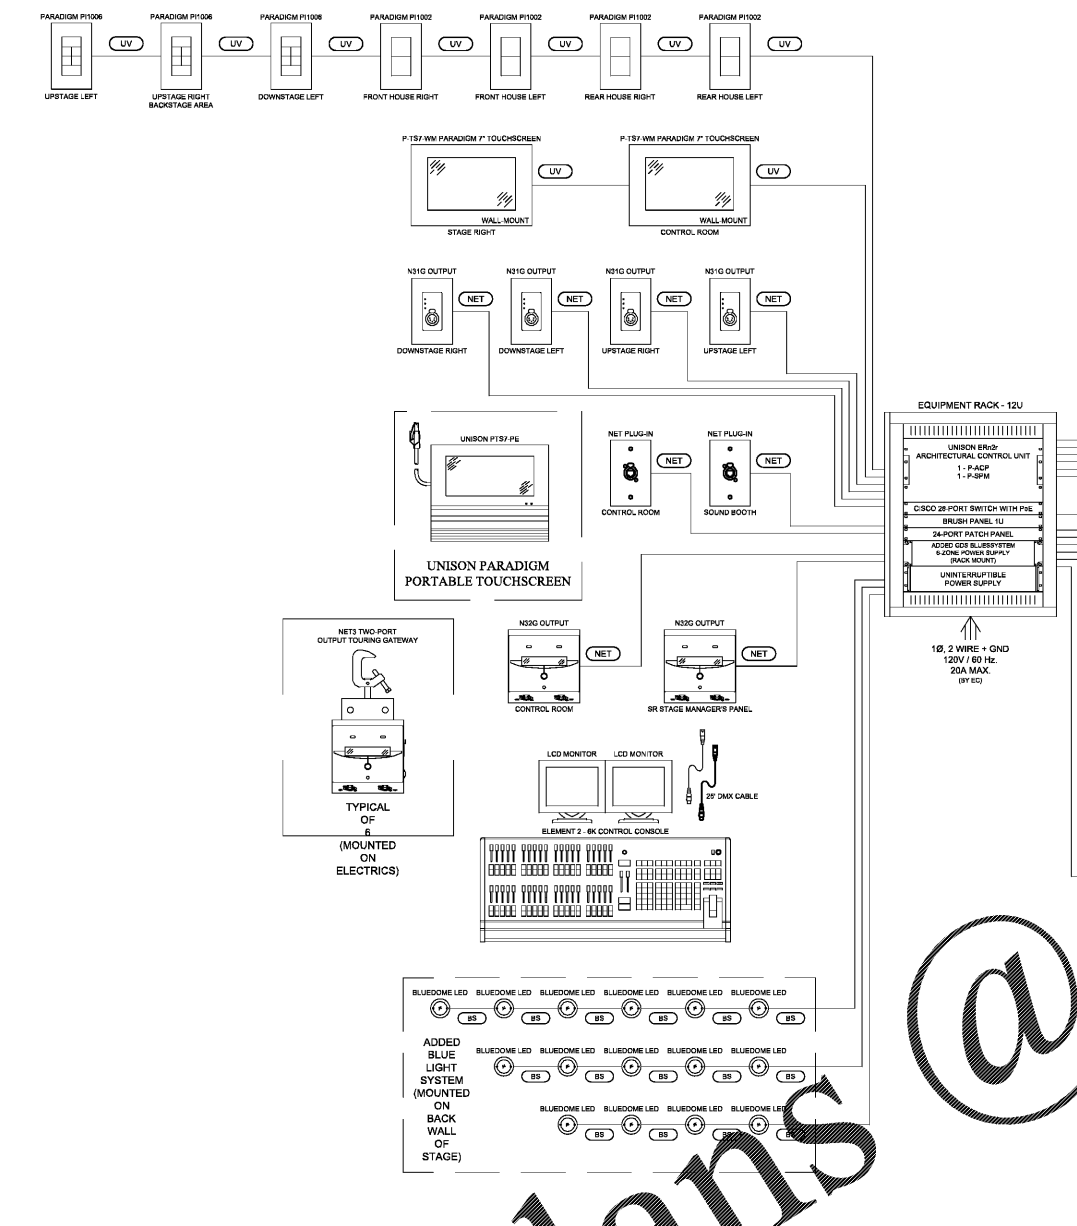 PARADIGM PI1006 PARADIGM PI1006 PARADIGM PI1006 PARADIGM PI1002 PARADIGM PI1002 PARADIGM PI1002 PARADIGM PI1002
UV UV UV UV UV UV UV
UPSTAGE LEFT UPSTAGE RIGHT DOWNSTAGE LEFT FRONT HOUSE RIGHT FRONT HOUSE LEFT REAR HOUSE RIGHT REAR HOUSE LEFT
BACKSTAGE AREA
P-TS7-WM PARADIGM 7" TOUCHSCREEN P-TS7-WM PARADIGM 7" TOUCHSCREEN
UV UV
WALL-MOUNT WALL-MOUNT
STAGE RIGHT CONTROL ROOM
N31G OUTPUT N31G OUTPUT N31G OUTPUT N31G OUTPUT
NET NET NET NET
DOWNSTAGE RIGHT DOWNSTAGE LEFT UPSTAGE RIGHT UPSTAGE LEFT
EQUIPMENT RACK - 12U
UNISON ERn2r
ARCHITECTURAL CONTROL UNIT
1 - P-ACP
1 - P-SPM
CISCO 26-PORT SWITCH WITH PoE
BRUSH PANEL 1U
24-PORT PATCH PANEL
ADDED GDS BLUESSYSTEM
6-ZONE POWER SUPPLY
(RACK MOUNT)
UNINTERRUPTIBLE
POWER SUPPLY
1Ø, 2 WIRE + GND
120V / 60 Hz.
20A MAX.
(BY EC)
UNISON PTS7-PE
UNISON PARADIGM
PORTABLE TOUCHSCREEN
NET PLUG-IN NET PLUG-IN
NET NET
CONTROL ROOM SOUND BOOTH
NET3 TWO-PORT
OUTPUT TOURING GATEWAY
TYPICAL
OF
6
(MOUNTED
ON
ELECTRICS)
N32G OUTPUT N32G OUTPUT
NET NET
CONTROL ROOM SR STAGE MANAGER'S PANEL
LCD MONITOR LCD MONITOR
25' DMX CABLE
ELEMENT 2 - 6K CONTROL CONSOLE
BLUEDOME LED BLUEDOME LED BLUEDOME LED BLUEDOME LED BLUEDOME LED BLUEDOME LED
BS BS BS BS BS BS
ADDED
BLUE
LIGHT
SYSTEM
(MOUNTED
ON
BACK
WALL
OF
STAGE)
BLUEDOME LED BLUEDOME LED BLUEDOME LED BLUEDOME LED BLUEDOME LED
BS BS BS BS BS
BLUEDOME LED BLUEDOME LED BLUEDOME LED BLUEDOME LED
BS BS BS BS
@
lans